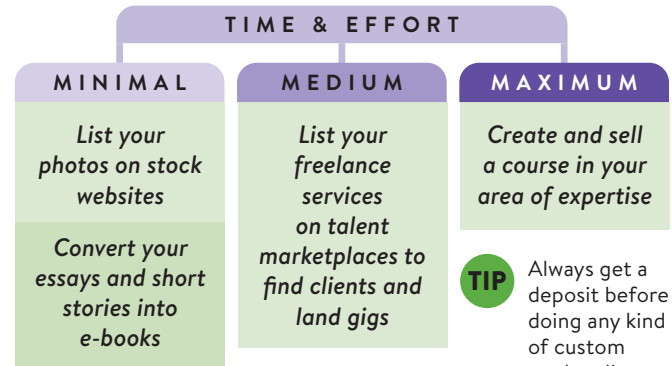 TIME & EFFORT
MINIMAL
List your
photos on stock
websites
Convert your
essays and short
stories into
e-books
MEDIUM
List your
freelance
services
on talent
marketplaces to
find clients and
land gigs
MAXIMUM
Create and sell
a course in your
area of expertise
TIP
Always get a
deposit before
doing any kind
of custom